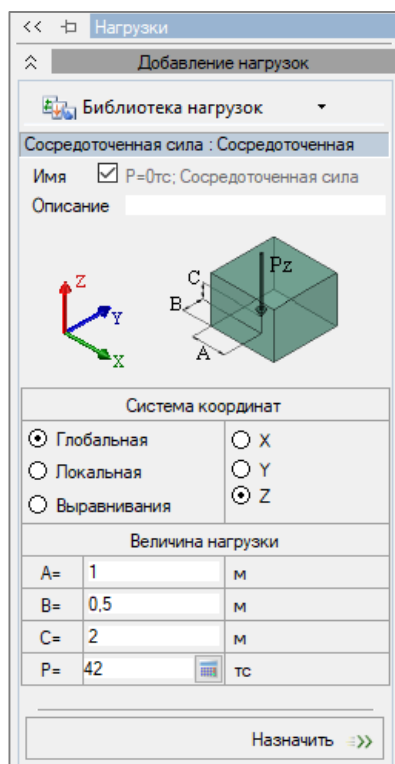 << Нагрузки
Добавление нагрузок
Библиотека нагрузок
Сосредоточенная сила : Сосредоточенная
Имя P=0тс; Сосредоточенная сила
Описание
Z
Y
X
C
B
A
Pz
Система координат
Глобальная X
Локальная Y
Выравнивания Z
Величина нагрузки
A= 1 м
B= 0,5 м
C= 2 м
P= 42 тс
Назначить